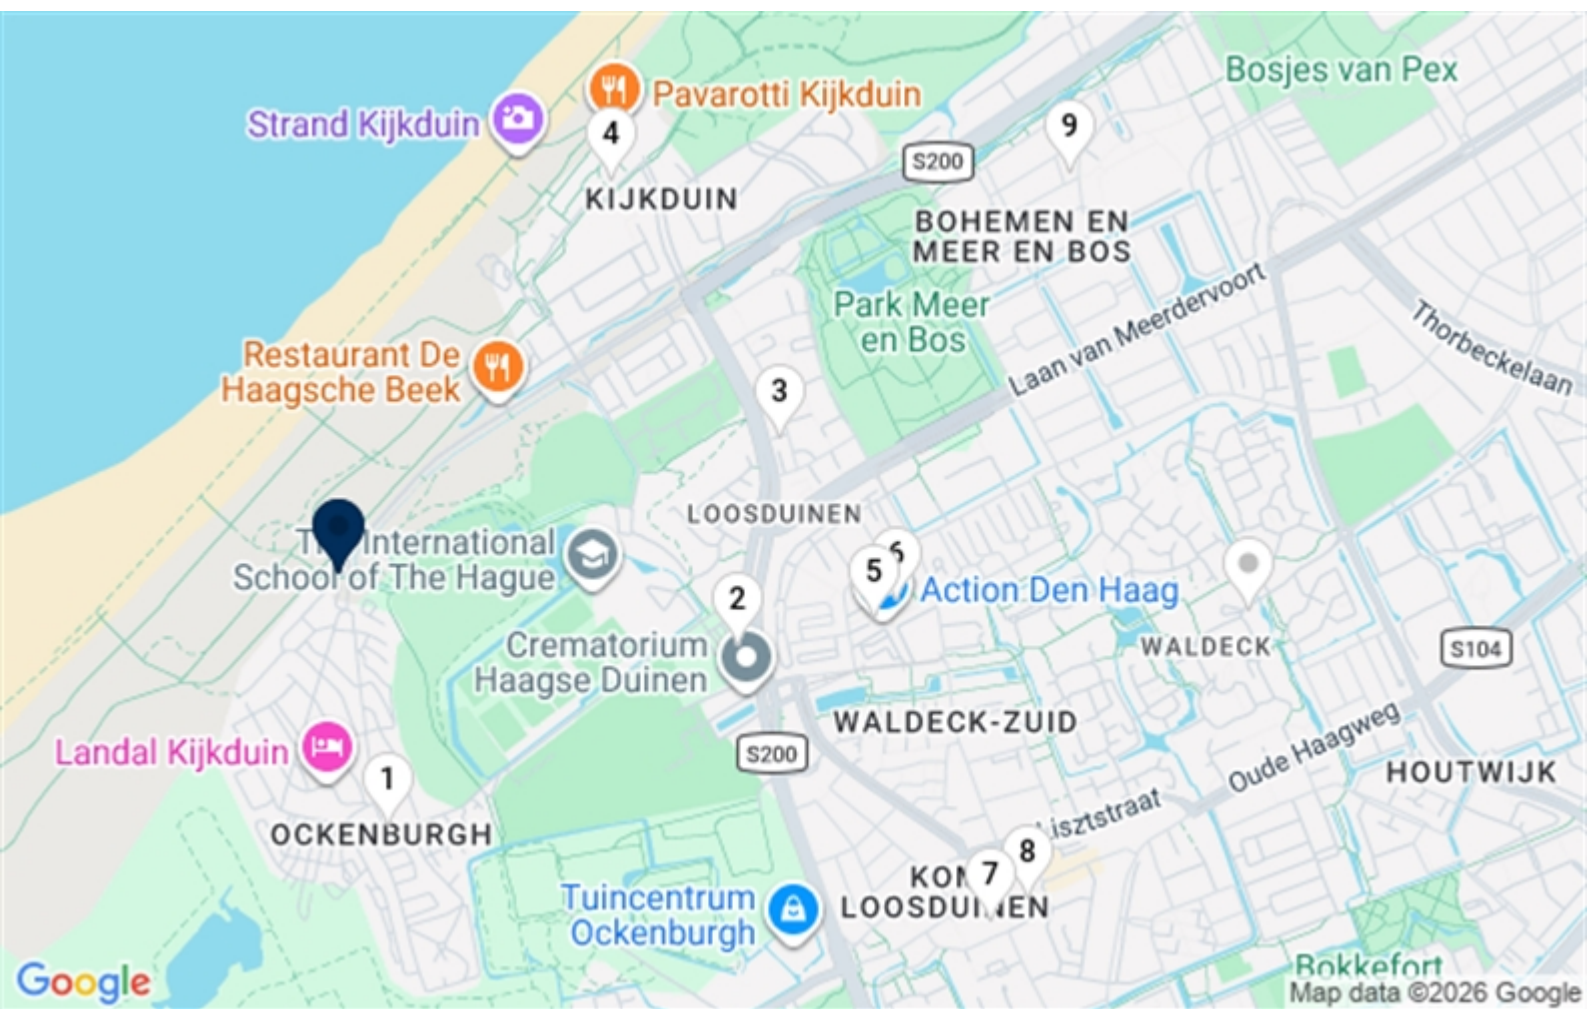 Bosjes van Pex
Pavarotti Kijkduin
Strand Kijkduin
4
9
S200
KIJKDUIN
BOHEMEN EN
MEER EN BOS
Park Meer
en Bos
Laan van Meerdervoort
Thorbeckelaan
Restaurant De
Haagsche Beek
3
LOOSDUINEN
International
School of The Hague
6
5
Action Den Haag
2
Crematorium
Haagse Duinen
WALDECK
S104
WALDECK-ZUID
S200
Oude Haagweg
HOUTWIJK
Landal Kijkduin
1
OCKENBURGH
Lisztstraat
8
7
LOOSDUINEN
Tuincentrum
Ockenburgh
Bokkefort
Google
Map data ©2026 Google